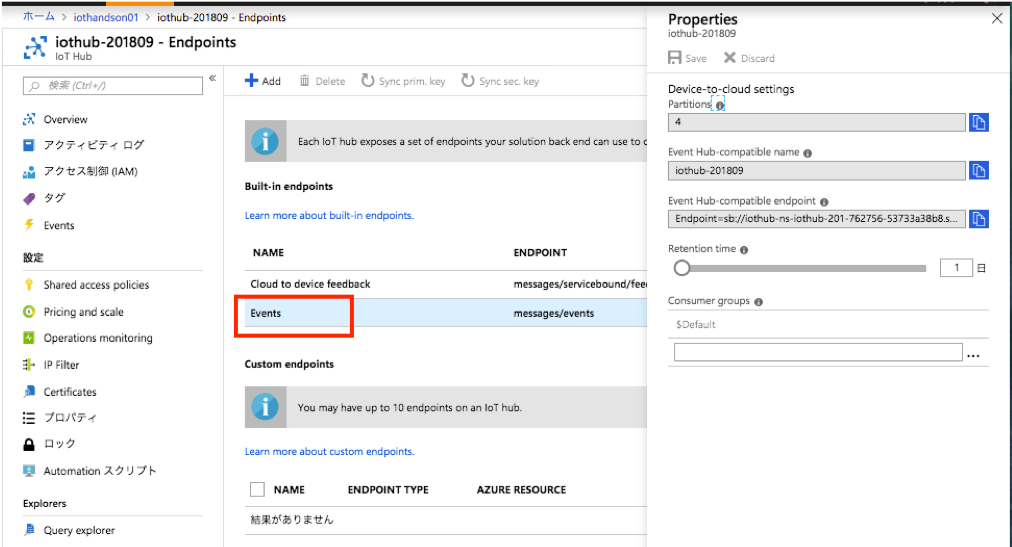 ホーム > iothandson01 > iothub-201809 - Endpoints
iothub-201809 - Endpoints
IoT Hub
検索 (Ctrl+/)
Overview
アクティビティ ログ
アクセス制御 (IAM)
タグ
Events
設定
Shared access policies
Pricing and scale
Operations monitoring
IP Filter
Certificates
プロパティ
ロック
Automation スクリプト
Explorers
Query explorer
Add Delete Sync prim. key Sync sec. key
Each IoT hub exposes a set of endpoints your solution back end can use to c
Built-in endpoints
Learn more about built-in endpoints.
NAME ENDPOINT
Cloud to device feedback messages/servicebound/fee
Events messages/events
Custom endpoints
You may have up to 10 endpoints on an IoT hub.
Learn more about custom endpoints.
NAME ENDPOINT TYPE AZURE RESOURCE
結果がありません
Properties
iothub-201809
Save Discard
Device-to-cloud settings
Partitions
4
Event Hub-compatible name
iothub-201809
Event Hub-compatible endpoint
Endpoint=sb://iothub-ns-iothub-201-762756-53733a38b8.s...
Retention time
1 日
Consumer groups
$Default
...